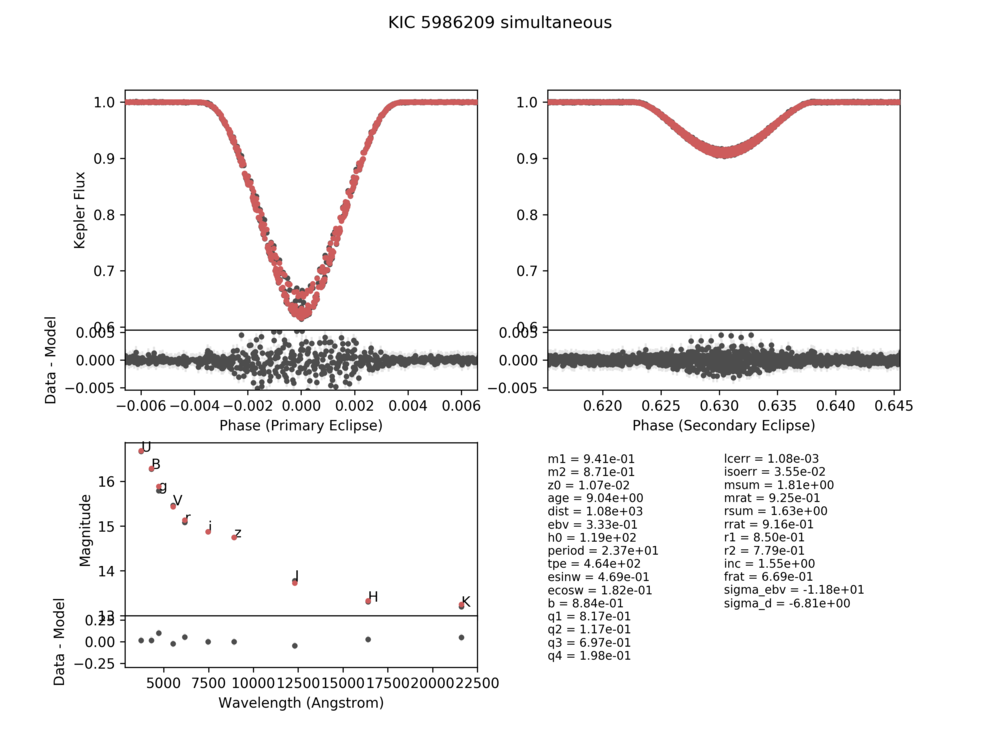 KIC 5986209 simultaneous
1.0
0.9
0.8
0.7
0.6
Kepler Flux
0.005
0.000
−0.005
Data - Model
−0.006 −0.004 −0.002 0.000 0.002 0.004 0.006
Phase (Primary Eclipse)
1.0
0.9
0.8
0.7
0.6
0.005
0.000
−0.005
0.620 0.625 0.630 0.635 0.640 0.645
Phase (Secondary Eclipse)
16
15
14
13
Magnitude
U
B
g
V
r
i
z
J
H
K
0.25
0.00
−0.25
Data - Model
5000 7500 10000 12500 15000 17500 20000 22500
Wavelength (Angstrom)
m1 = 9.41e-01
m2 = 8.71e-01
z0 = 1.07e-02
age = 9.04e+00
dist = 1.08e+03
ebv = 3.33e-01
h0 = 1.19e+02
period = 2.37e+01
tpe = 4.64e+02
esinw = 4.69e-01
ecosw = 1.82e-01
b = 8.84e-01
q1 = 8.17e-01
q2 = 1.17e-01
q3 = 6.97e-01
q4 = 1.98e-01
lcerr = 1.08e-03
isoerr = 3.55e-02
msum = 1.81e+00
mrat = 9.25e-01
rsum = 1.63e+00
rrat = 9.16e-01
r1 = 8.50e-01
r2 = 7.79e-01
inc = 1.55e+00
frat = 6.69e-01
sigma_ebv = -1.18e+01
sigma_d = -6.81e+00